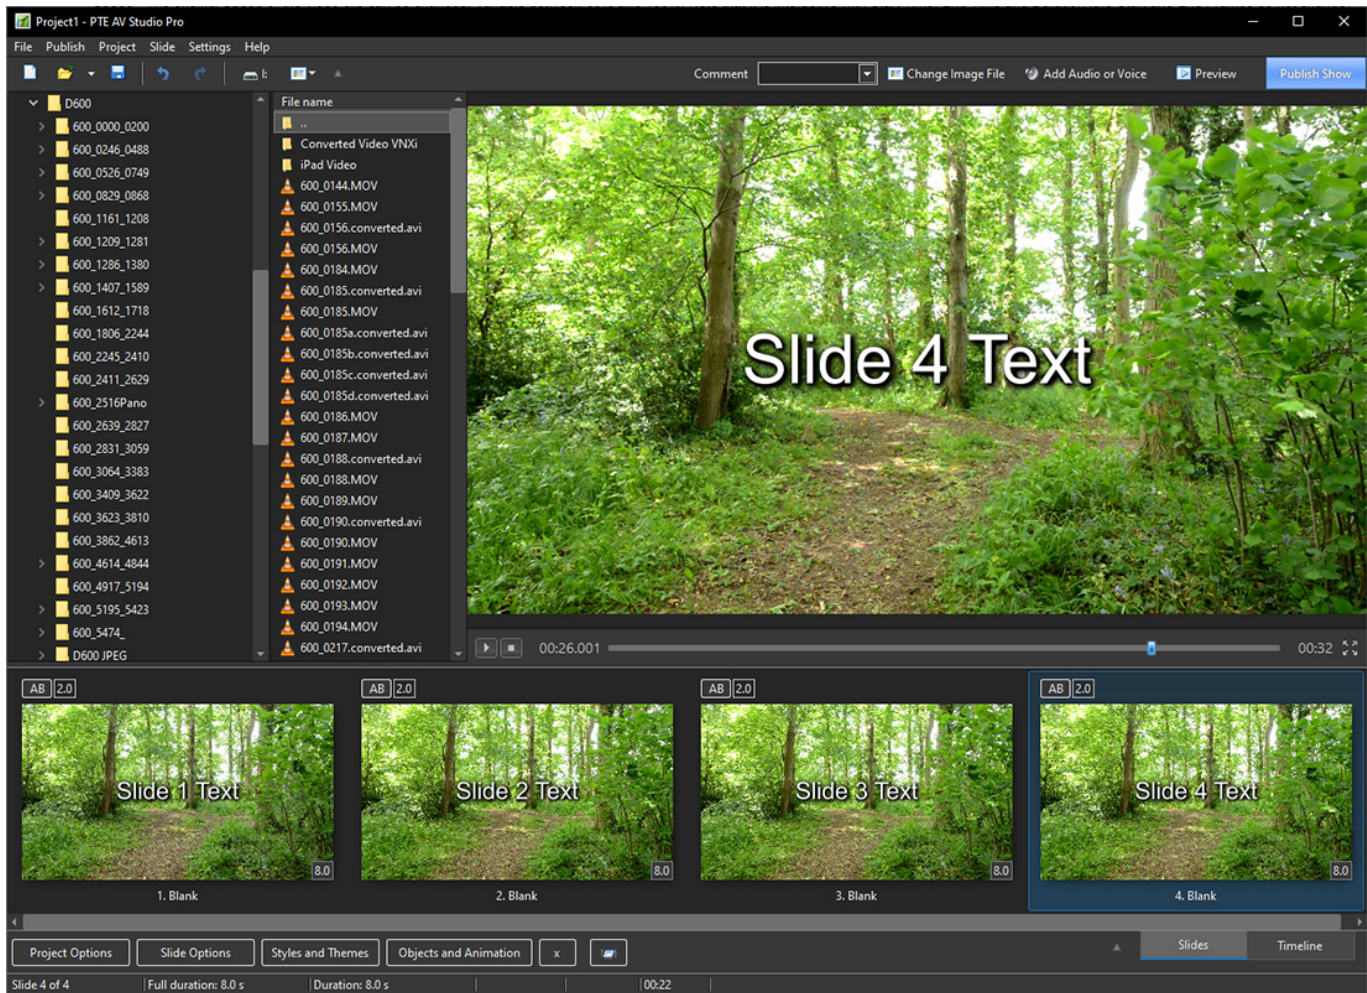 Project1 - PTE AV Studio Pro
File Publish Project Slide Settings Help
I: Comment Change Image File Add Audio or Voice Preview Publish Show
D600
600_0000_0200
600_0246_0488
600_0526_0749
600_0829_0868
600_1161_1208
600_1209_1281
600_1286_1380
600_1407_1589
600_1612_1718
600_1806_2244
600_2245_2410
600_2411_2629
600_2516Pano
600_2639_2827
600_2831_3059
600_3064_3383
600_3409_3622
600_3623_3810
600_3862_4613
600_4614_4844
600_4917_5194
600_5195_5423
600_5474_
D600 JPEG
File name
..
Converted Video VNXi
iPad Video
600_0144.MOV
600_0155.MOV
600_0156.converted.avi
600_0156.MOV
600_0184.MOV
600_0185.converted.avi
600_0185.MOV
600_0185a.converted.avi
600_0185b.converted.avi
600_0185c.converted.avi
600_0185d.converted.avi
600_0186.MOV
600_0187.MOV
600_0188.converted.avi
600_0188.MOV
600_0189.MOV
600_0190.converted.avi
600_0190.MOV
600_0191.MOV
600_0192.MOV
600_0193.MOV
600_0194.MOV
600_0217.converted.avi
Slide 4 Text
00:26.001 00:32
AB 2.0
Slide 1 Text
8.0
1. Blank
AB 2.0
Slide 2 Text
8.0
2. Blank
AB 2.0
Slide 3 Text
8.0
3. Blank
AB 2.0
Slide 4 Text
8.0
4. Blank
Project Options Slide Options Styles and Themes Objects and Animation x Slides Timeline
Slide 4 of 4 Full duration: 8.0 s Duration: 8.0 s 00:22